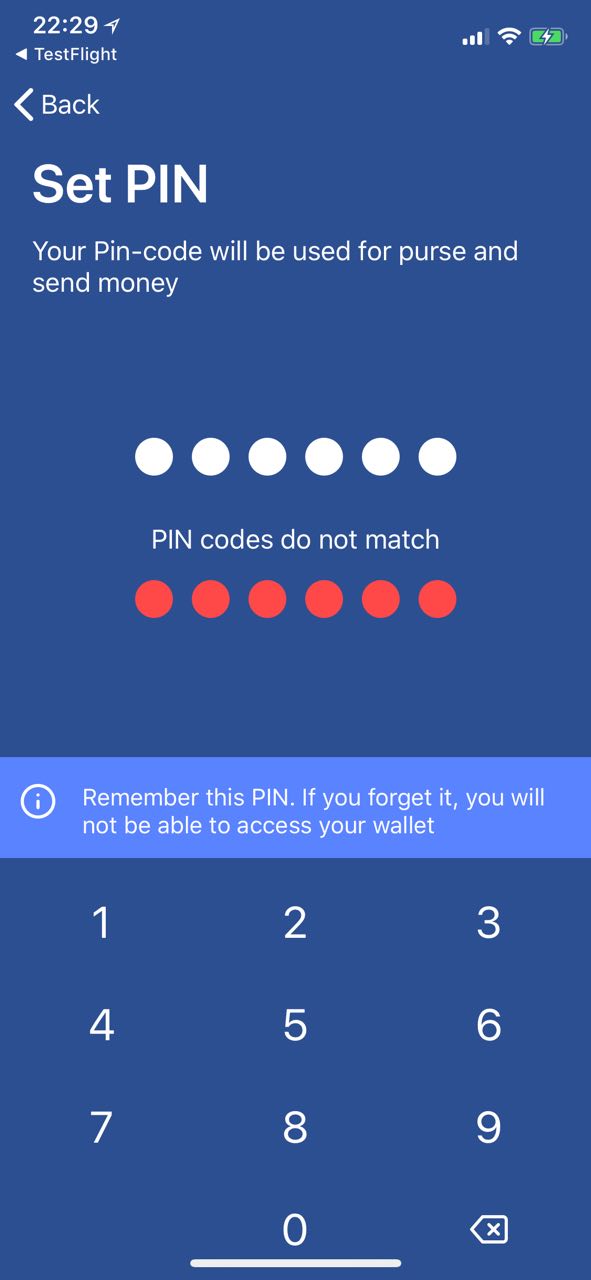 22:29
TestFlight
Back
Set PIN
Your Pin-code will be used for purse and
send money
PIN codes do not match
Remember this PIN. If you forget it, you will
not be able to access your wallet
1 2 3
4 5 6
7 8 9
0